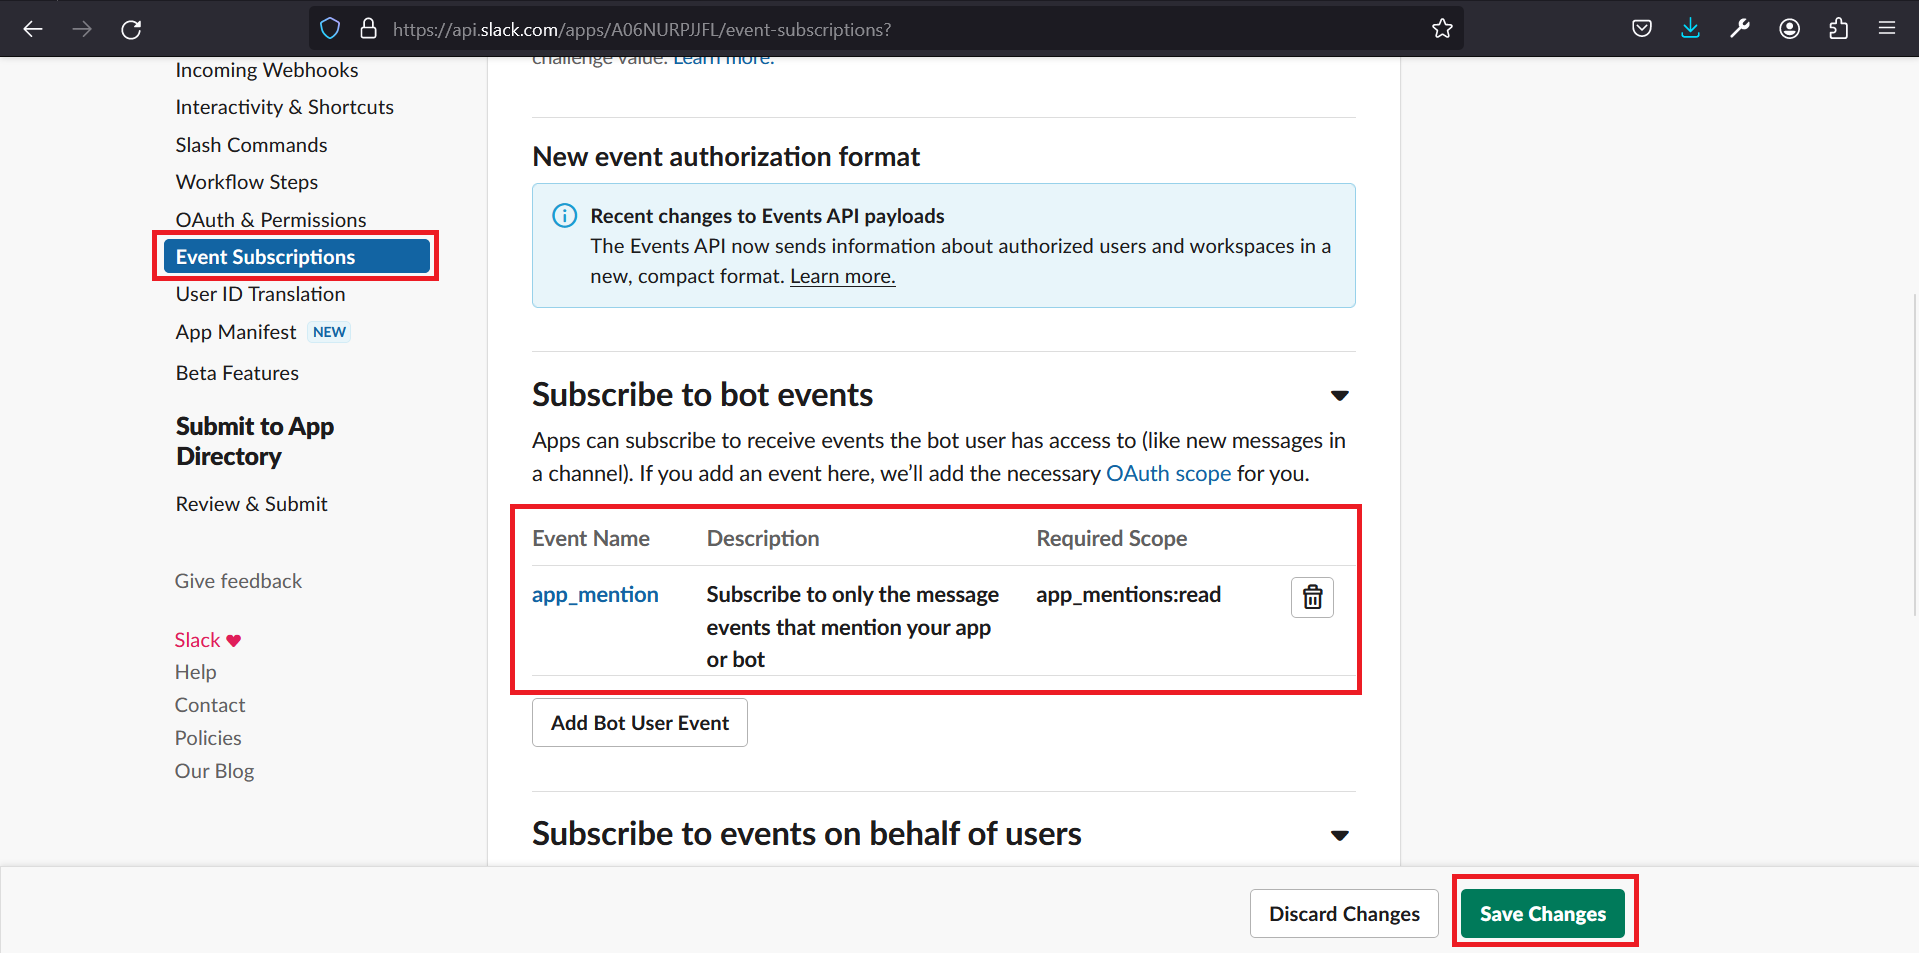 https://api.slack.com/apps/A06NURPJJFL/event-subscriptions?
Incoming Webhooks
Interactivity & Shortcuts
Slash Commands
Workflow Steps
OAuth & Permissions
Event Subscriptions
User ID Translation
App Manifest NEW
Beta Features
Submit to App
Directory
Review & Submit
Give feedback
Slack ♥
Help
Contact
Policies
Our Blog
challenge value. Learn more.
New event authorization format
Recent changes to Events API payloads
The Events API now sends information about authorized users and workspaces in a
new, compact format. Learn more.
Subscribe to bot events
Apps can subscribe to receive events the bot user has access to (like new messages in
a channel). If you add an event here, we’ll add the necessary OAuth scope for you.
Event Name Description Required Scope
app_mention Subscribe to only the message app_mentions:read
events that mention your app
or bot
Add Bot User Event
Subscribe to events on behalf of users
Discard Changes Save Changes